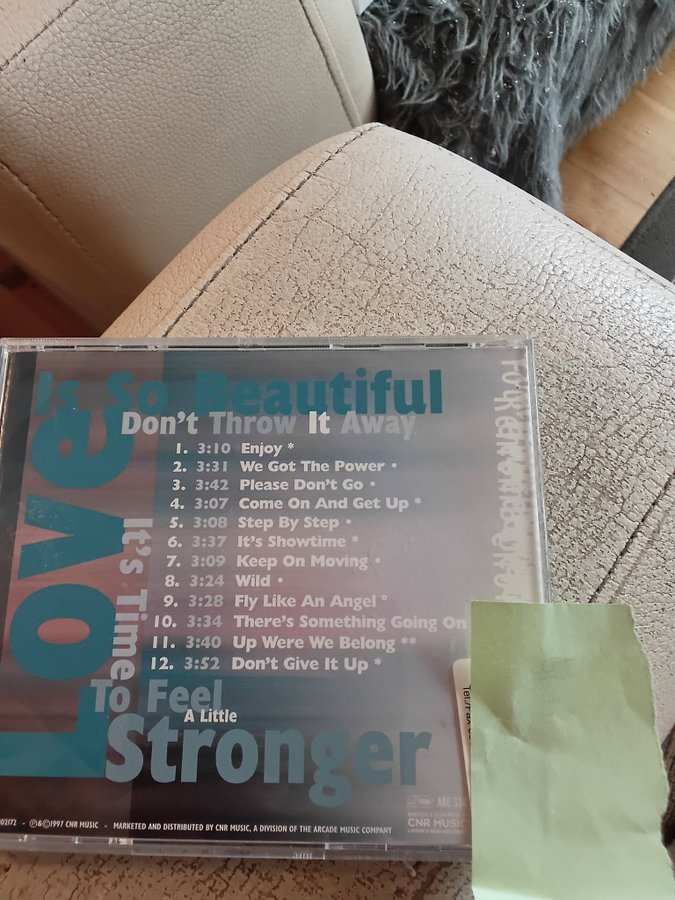 Love
Is So Beautiful
Don't Throw It Away
1. 3:10 Enjoy *
2. 3:31 We Got The Power •
3. 3:42 Please Don't Go •
4. 3:07 Come On And Get Up *
5. 3:08 Step By Step •
6. 3:37 It's Showtime *
7. 3:09 Keep On Moving •
8. 3:24 Wild •
9. 3:28 Fly Like An Angel °
10. 3:34 There's Something Going On
11. 3:40 Up Were We Belong **
12. 3:52 Don't Give It Up *
It's Time
To Feel
A Little
Stronger
02172 • ℗&©1997 CNR MUSIC • MARKETED AND DISTRIBUTED BY CNR MUSIC, A DIVISION OF THE ARCADE MUSIC COMPANY
CNR MUSIC